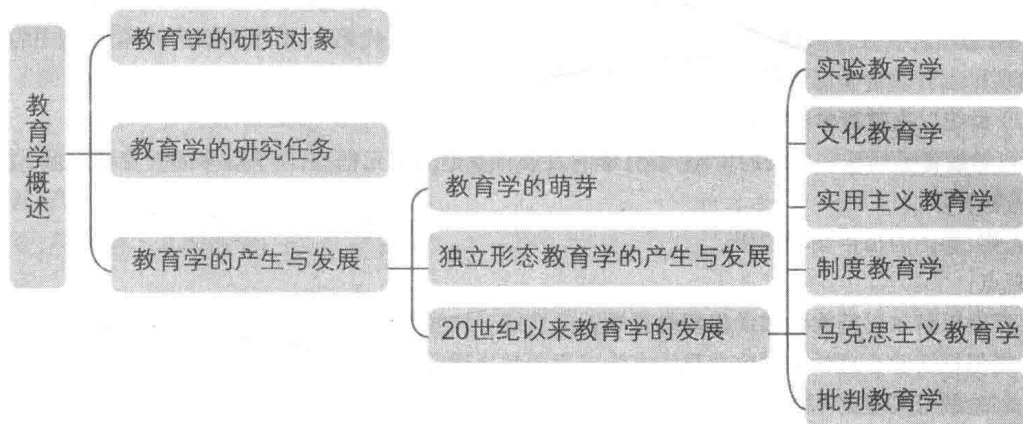 教育学概述
教育学的研究对象
教育学的研究任务
教育学的产生与发展
教育学的萌芽
独立形态教育学的产生与发展
20世纪以来教育学的发展
实验教育学
文化教育学
实用主义教育学
制度教育学
马克思主义教育学
批判教育学